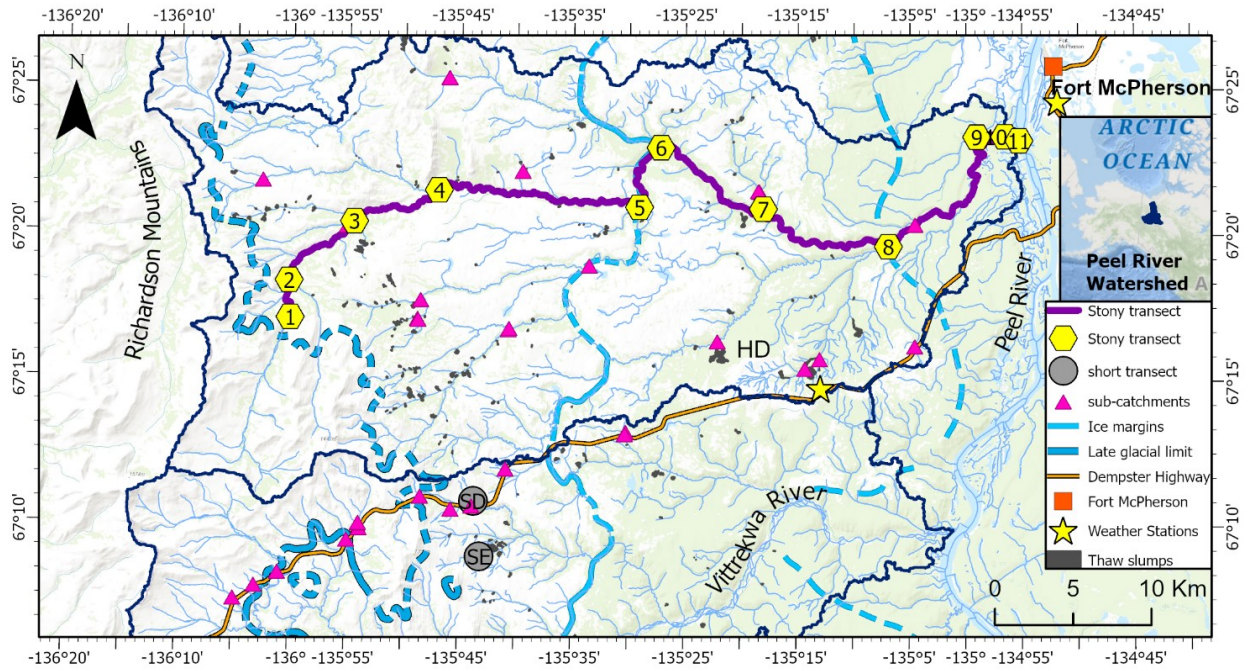 -136°20' -136°10' -136° -135°55' -135°45' -135°35' -135°25' -135°15' -135°5' -135° -134°55' -134°45'
N
67°25'
67°20'
67°15'
67°10'
67°25'
67°20'
67°15'
67°10'
Richardson Mountains
Fort McPherson
1
2
3
4
5
6
7
8
9
0
11
HD
SD
SE
Vittrekwa River
Peel River
ARCTIC
OCEAN
Peel River
Watershed A
Stony transect
Stony transect
short transect
sub-catchments
Ice margins
Late glacial limit
Dempster Highway
Fort McPherson
Weather Stations
Thaw slumps
0 5 10 Km
-136°20' -136°10' -136° -135°55' -135°45' -135°35' -135°25' -135°15' -135°5' -135° -134°55' -134°45'